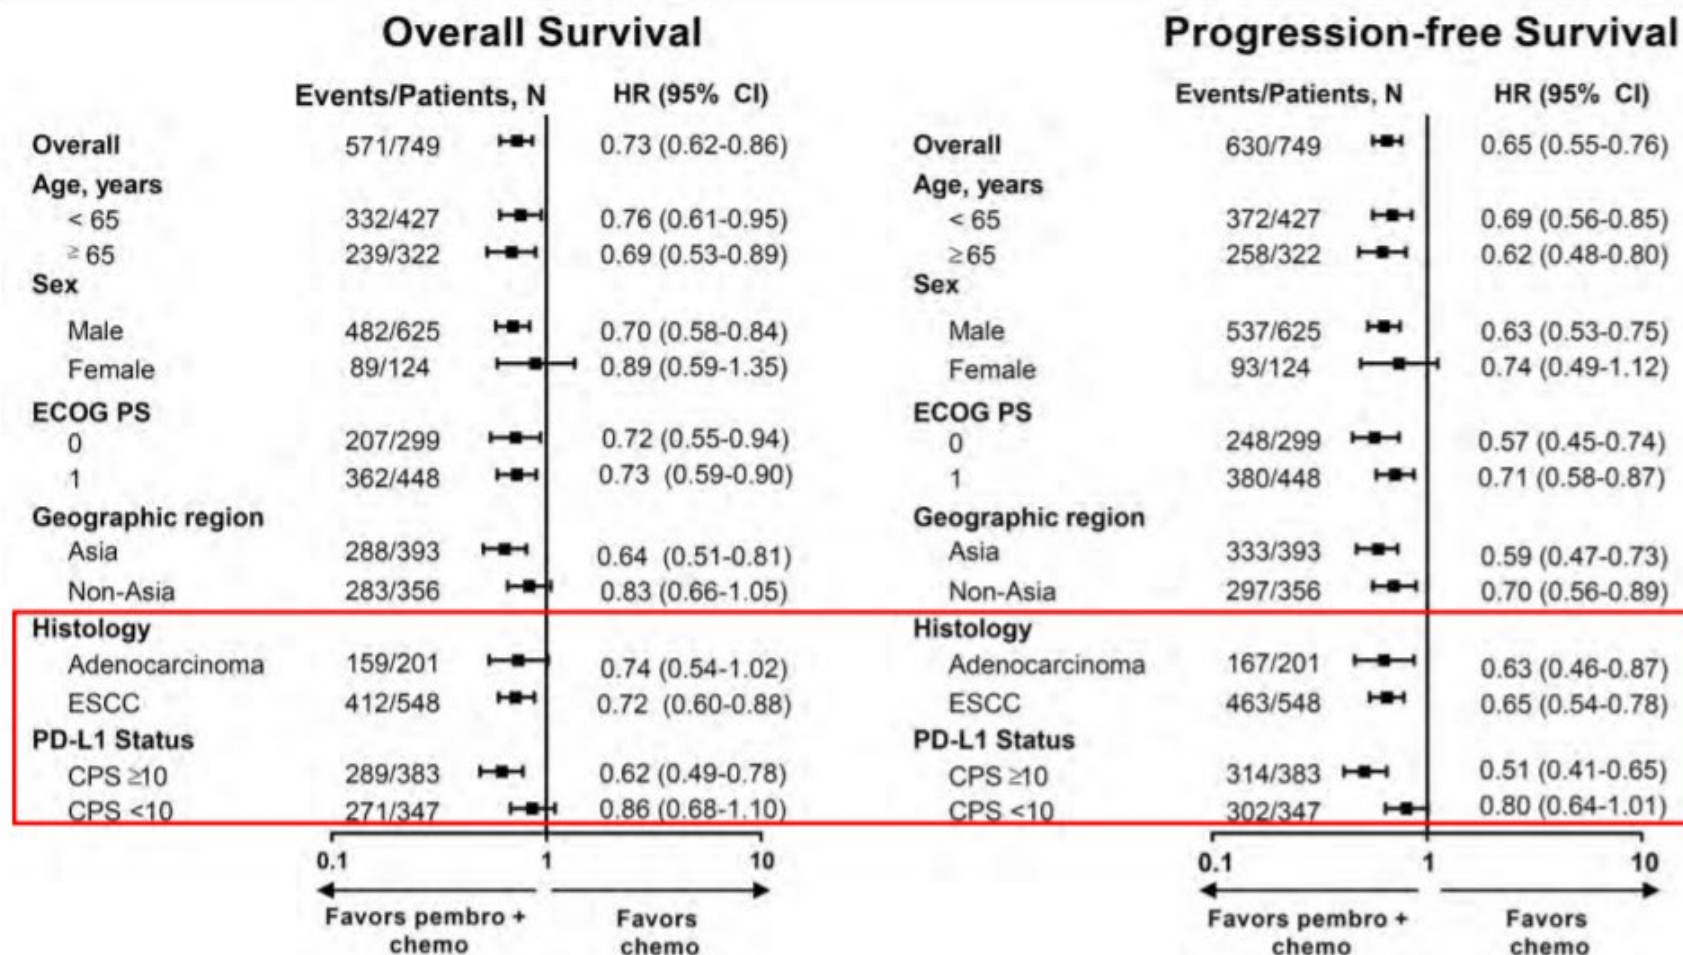 Overall Survival
Events/Patients, N HR (95% CI)
Overall 571/749 0.73 (0.62-0.86)
Age, years
< 65 332/427 0.76 (0.61-0.95)
≥ 65 239/322 0.69 (0.53-0.89)
Sex
Male 482/625 0.70 (0.58-0.84)
Female 89/124 0.89 (0.59-1.35)
ECOG PS
0 207/299 0.72 (0.55-0.94)
1 362/448 0.73 (0.59-0.90)
Geographic region
Asia 288/393 0.64 (0.51-0.81)
Non-Asia 283/356 0.83 (0.66-1.05)
Histology
Adenocarcinoma 159/201 0.74 (0.54-1.02)
ESCC 412/548 0.72 (0.60-0.88)
PD-L1 Status
CPS ≥10 289/383 0.62 (0.49-0.78)
CPS <10 271/347 0.86 (0.68-1.10)
0.1 1 10
Favors pembro + Favors
chemo chemo
Progression-free Survival
Events/Patients, N HR (95% CI)
Overall 630/749 0.65 (0.55-0.76)
Age, years
< 65 372/427 0.69 (0.56-0.85)
≥65 258/322 0.62 (0.48-0.80)
Sex
Male 537/625 0.63 (0.53-0.75)
Female 93/124 0.74 (0.49-1.12)
ECOG PS
0 248/299 0.57 (0.45-0.74)
1 380/448 0.71 (0.58-0.87)
Geographic region
Asia 333/393 0.59 (0.47-0.73)
Non-Asia 297/356 0.70 (0.56-0.89)
Histology
Adenocarcinoma 167/201 0.63 (0.46-0.87)
ESCC 463/548 0.65 (0.54-0.78)
PD-L1 Status
CPS ≥10 314/383 0.51 (0.41-0.65)
CPS <10 302/347 0.80 (0.64-1.01)
0.1 1 10
Favors pembro + Favors
chemo chemo